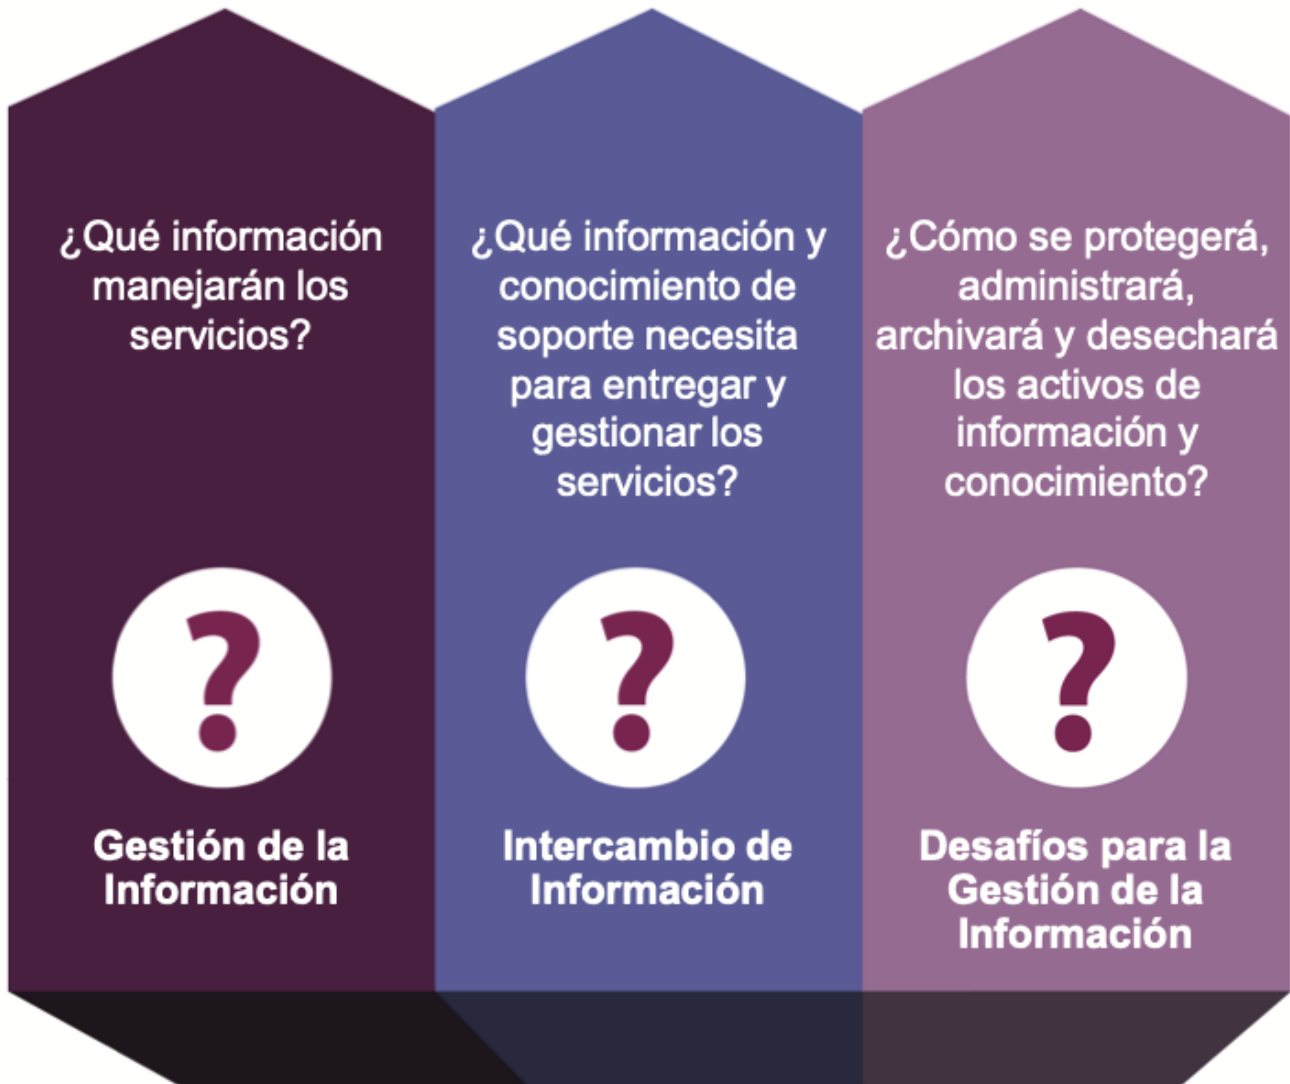 ¿Qué información
manejarán los
servicios?
?
Gestión de la
Información
¿Qué información y
conocimiento de
soporte necesita
para entregar y
gestionar los
servicios?
?
Intercambio de
Información
¿Cómo se protegerá,
administrará,
archivará y desechará
los activos de
información y
conocimiento?
?
Desafíos para la
Gestión de la
Información